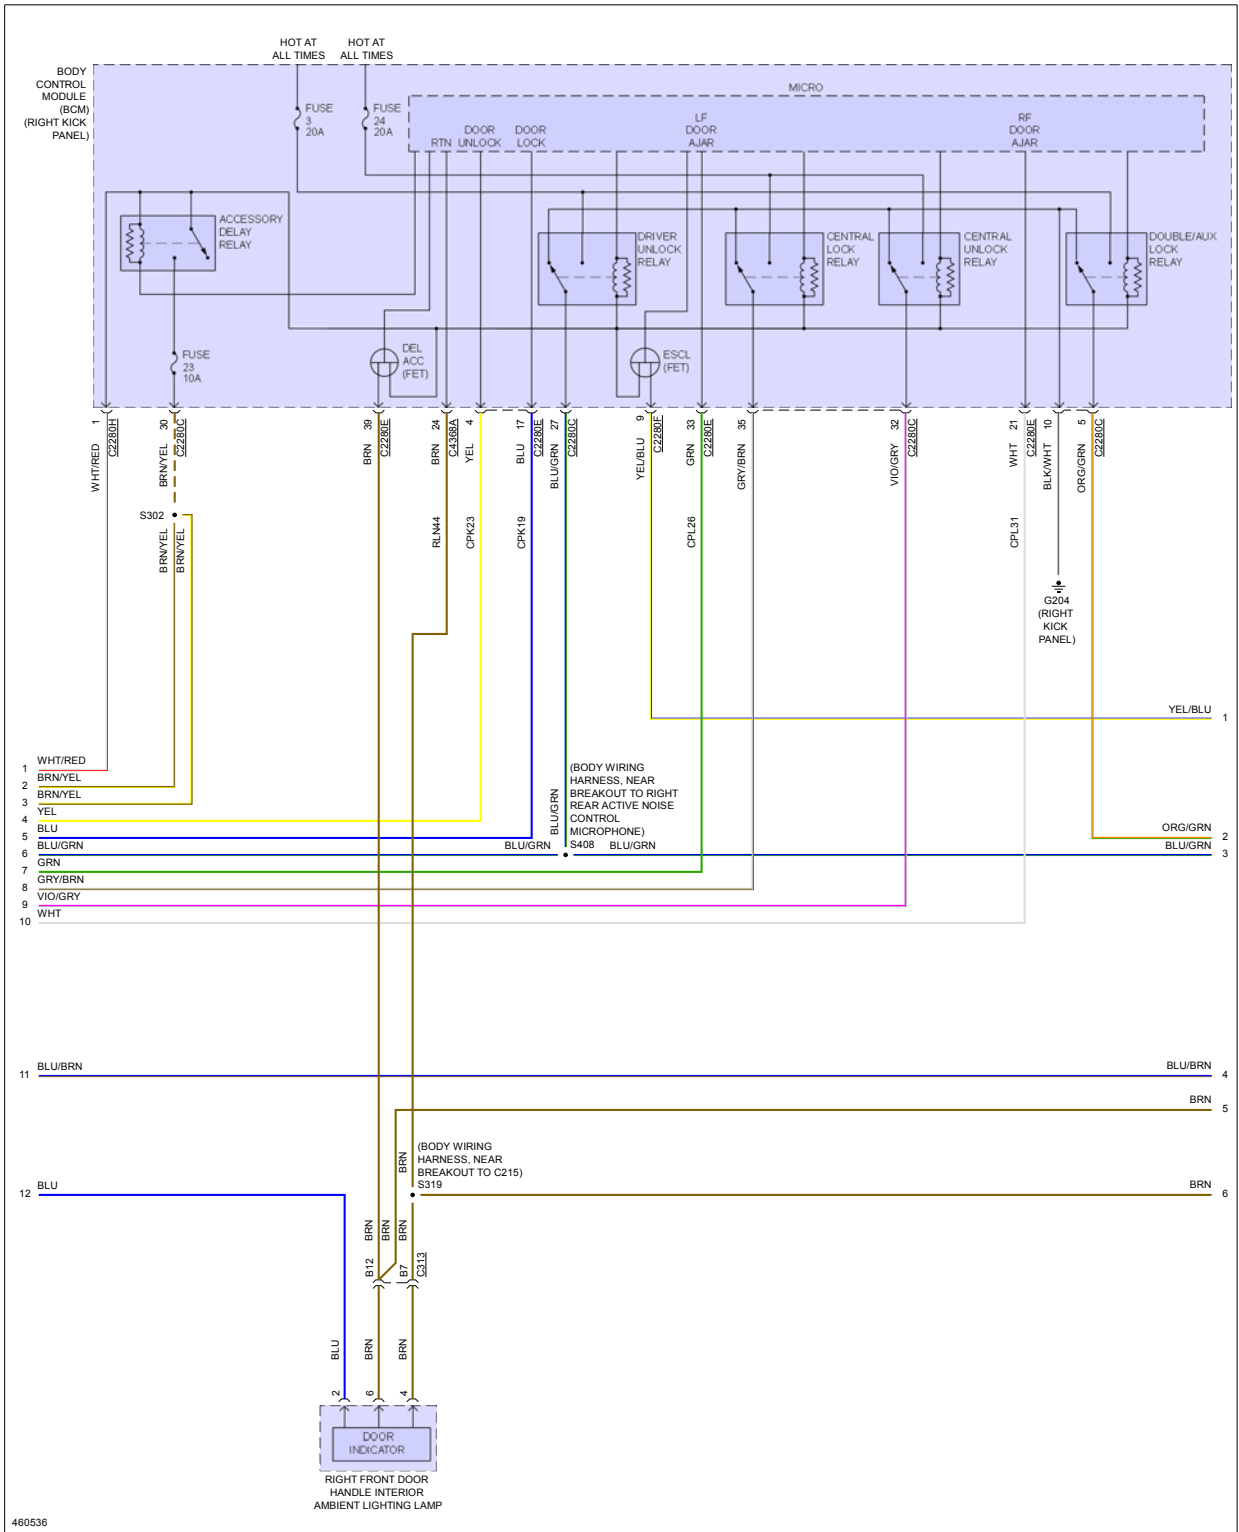 HOT AT
ALL TIMES
HOT AT
ALL TIMES
BODY
CONTROL
MODULE
(BCM)
(RIGHT KICK
PANEL)
FUSE
3
20A
FUSE
24
20A
MICRO
RTN
DOOR
UNLOCK
DOOR
LOCK
LF
DOOR
AJAR
RF
DOOR
AJAR
ACCESSORY
DELAY
RELAY
DRIVER
UNLOCK
RELAY
CENTRAL
LOCK
RELAY
CENTRAL
UNLOCK
RELAY
DOUBLE/AUX
LOCK
RELAY
FUSE
23
10A
DEL
ACC
(FET)
ESCL
(FET)
1
C2280H
WHT/RED
30
C2280C
BRN/YEL
39
C2280E
BRN
24
C4368A
BRN
4
YEL
17
C2280E
BLU
27
C2280C
BLU/GRN
9
C2280F
YEL/BLU
33
C2280E
GRN
35
GRY/BRN
32
C2280C
VIO/GRY
21
C2280E
WHT
10
BLK/WHT
5
C2280C
ORG/GRN
S302
BRN/YEL
BRN/YEL
RLN44
CPK23
CPK19
CPL26
CPL31
G204
(RIGHT
KICK
PANEL)
YEL/BLU 1
1 WHT/RED
2 BRN/YEL
3 BRN/YEL
4 YEL
5 BLU
6 BLU/GRN
7 GRN
8 GRY/BRN
9 VIO/GRY
10 WHT
(BODY WIRING
HARNESS, NEAR
BREAKOUT TO RIGHT
REAR ACTIVE NOISE
CONTROL
MICROPHONE)
S408
BLU/GRN
BLU/GRN
BLU/GRN
ORG/GRN 2
BLU/GRN 3
11 BLU/BRN
BLU/BRN 4
BRN 5
(BODY WIRING
HARNESS, NEAR
BREAKOUT TO C215)
S319
BRN
12 BLU
BRN 6
BRN
BRN
BRN
B12
B7
C313
BLU
BRN
BRN
2
6
4
DOOR
INDICATOR
RIGHT FRONT DOOR
HANDLE INTERIOR
AMBIENT LIGHTING LAMP
460536